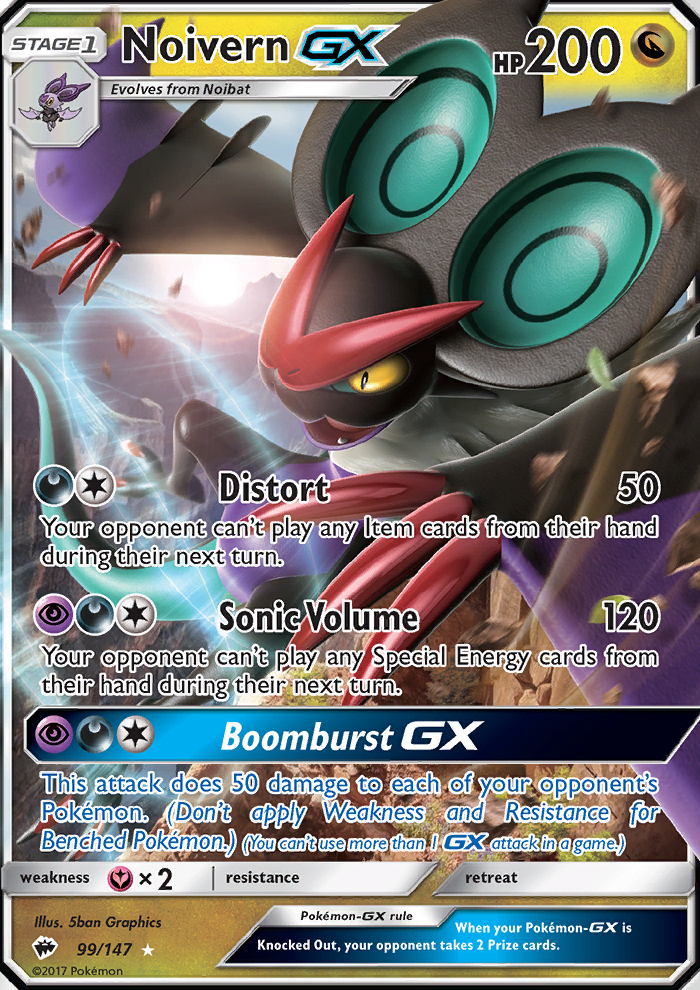 STAGE 1 Noivern GX HP 200
Evolves from Noibat
Distort 50
Your opponent can't play any Item cards from their hand
during their next turn.
Sonic Volume 120
Your opponent can't play any Special Energy cards from
their hand during their next turn.
Boomburst GX
This attack does 50 damage to each of your opponent's
Pokémon. (Don't apply Weakness and Resistance for
Benched Pokémon.) (You can't use more than 1 GX attack in a game.)
weakness × 2 resistance retreat
Illus. 5ban Graphics
Pokémon-GX rule
When your Pokémon-GX is
Knocked Out, your opponent takes 2 Prize cards.
99/147
©2017 Pokémon